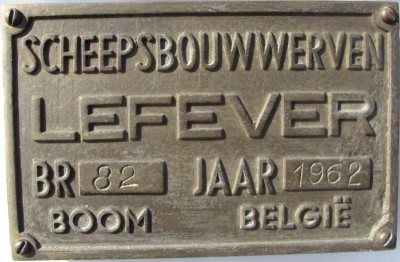 SCHEEPSBOUWWERVEN
LEFEVER
BR 82 JAAR 1962
BOOM BELGIË